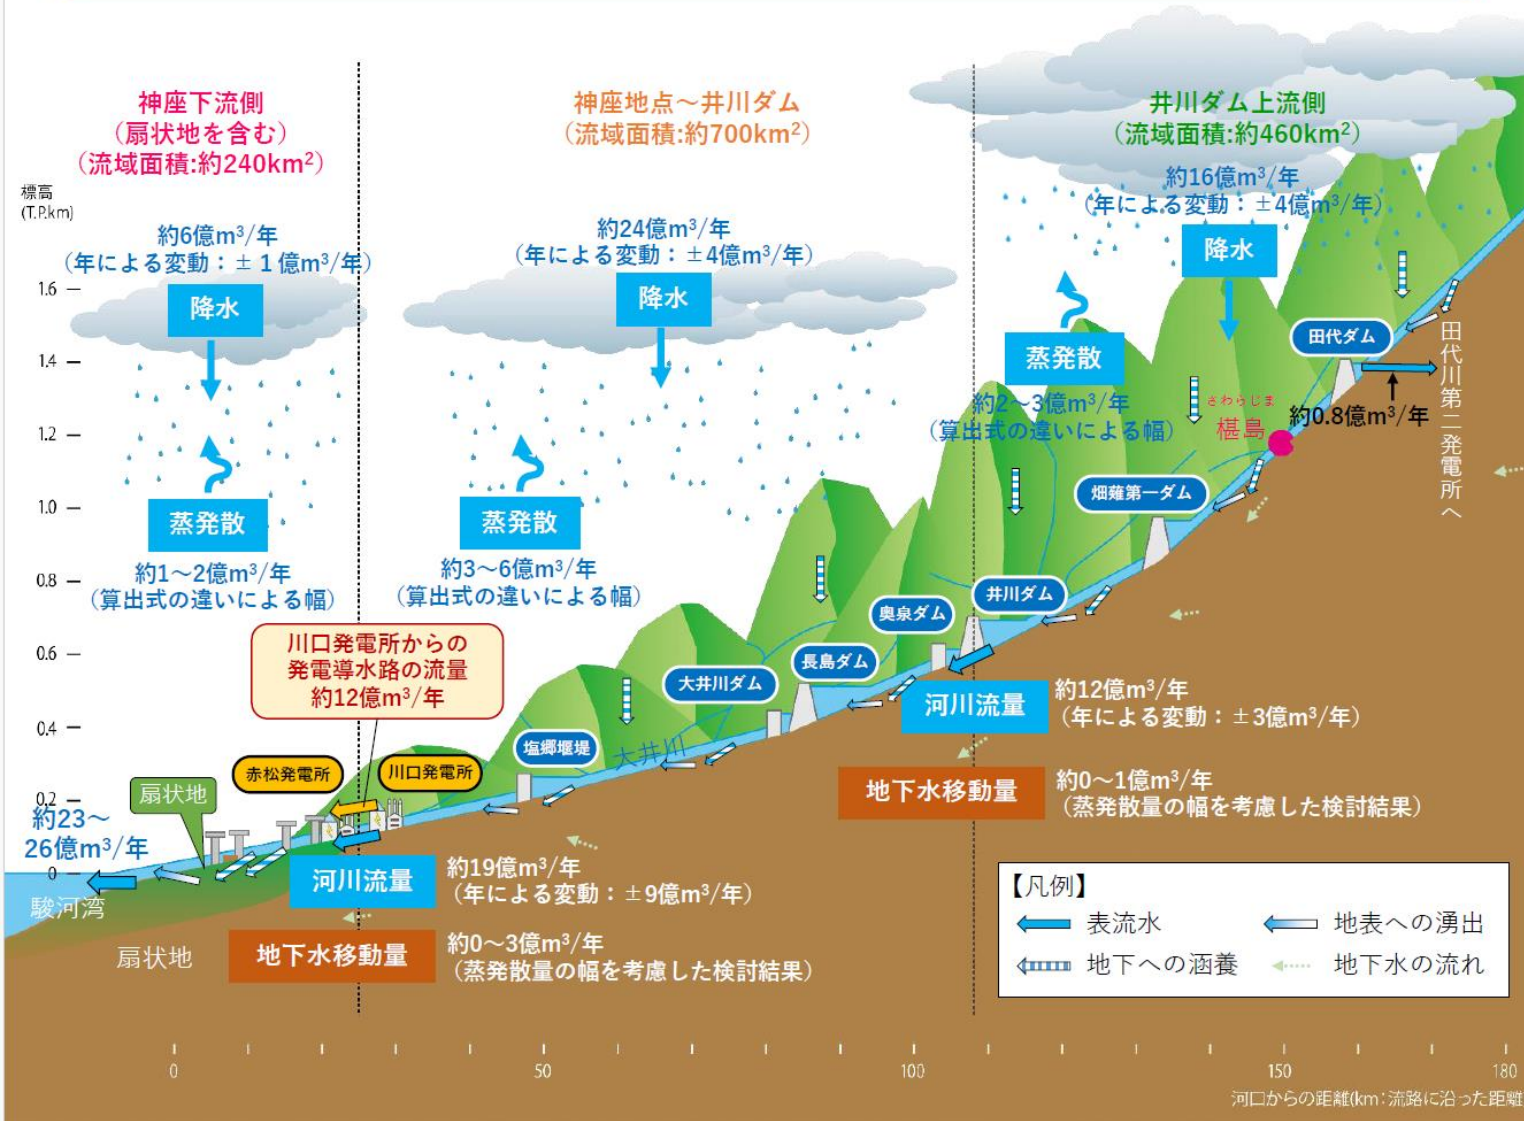 神座下流側
（扇状地を含む）
（流域面積:約240km²）
神座地点～井川ダム
（流域面積:約700km²）
井川ダム上流側
（流域面積:約460km²）
標高
(T.P.km)
約6億m³/年
（年による変動：±１億m³/年）
降水
約24億m³/年
（年による変動：±4億m³/年）
降水
約16億m³/年
（年による変動：±4億m³/年）
降水
1.6
1.4
1.2
1.0
0.8
0.6
0.4
0.2
0
蒸発散
約1～2億m³/年
（算出式の違いによる幅）
蒸発散
約3～6億m³/年
（算出式の違いによる幅）
蒸発散
約2～3億m³/年
（算出式の違いによる幅）
田代ダム
約0.8億m³/年
田代川第二発電所へ
さわらじま
椹島
畑薙第一ダム
井川ダム
奥泉ダム
長島ダム
大井川ダム
塩郷堰堤
大井川
川口発電所からの
発電導水路の流量
約12億m³/年
赤松発電所
川口発電所
扇状地
約23～
26億m³/年
駿河湾
扇状地
河川流量
約19億m³/年
（年による変動：±9億m³/年）
地下水移動量
約0～3億m³/年
（蒸発散量の幅を考慮した検討結果）
河川流量
約12億m³/年
（年による変動：±3億m³/年）
地下水移動量
約0～1億m³/年
（蒸発散量の幅を考慮した検討結果）
【凡例】
表流水
地表への湧出
地下への涵養
地下水の流れ
0
50
100
150
180
河口からの距離(km:流路に沿った距離